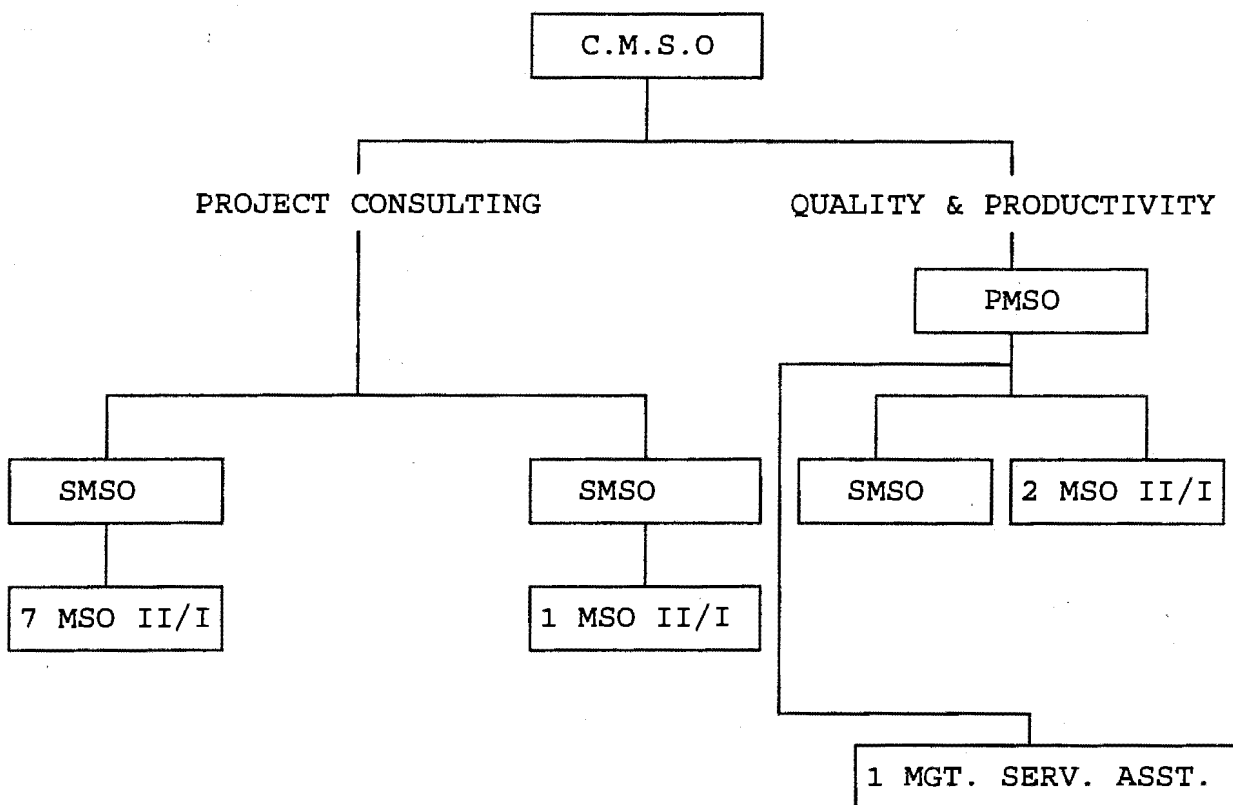 C.M.S.O
PROJECT CONSULTING
QUALITY & PRODUCTIVITY
PMSO
SMSO
SMSO
SMSO
2 MSO II/I
7 MSO II/I
1 MSO II/I
1 MGT. SERV. ASST.